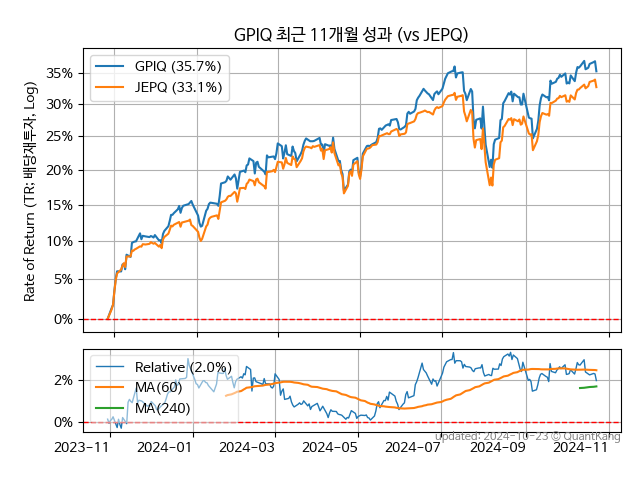 GPIQ 최근 11개월 성과 (vs JEPQ)
Rate of Return (TR: 배당재투자, Log)
GPIQ (35.7%)
JEPQ (33.1%)
35%
30%
25%
20%
15%
10%
5%
0%
Relative (2.0%)
MA(60)
MA(240)
2%
0%
2023-11
2024-01
2024-03
2024-05
2024-07
2024-09
2024-11
updated: 2024-10-23 © QuantKang